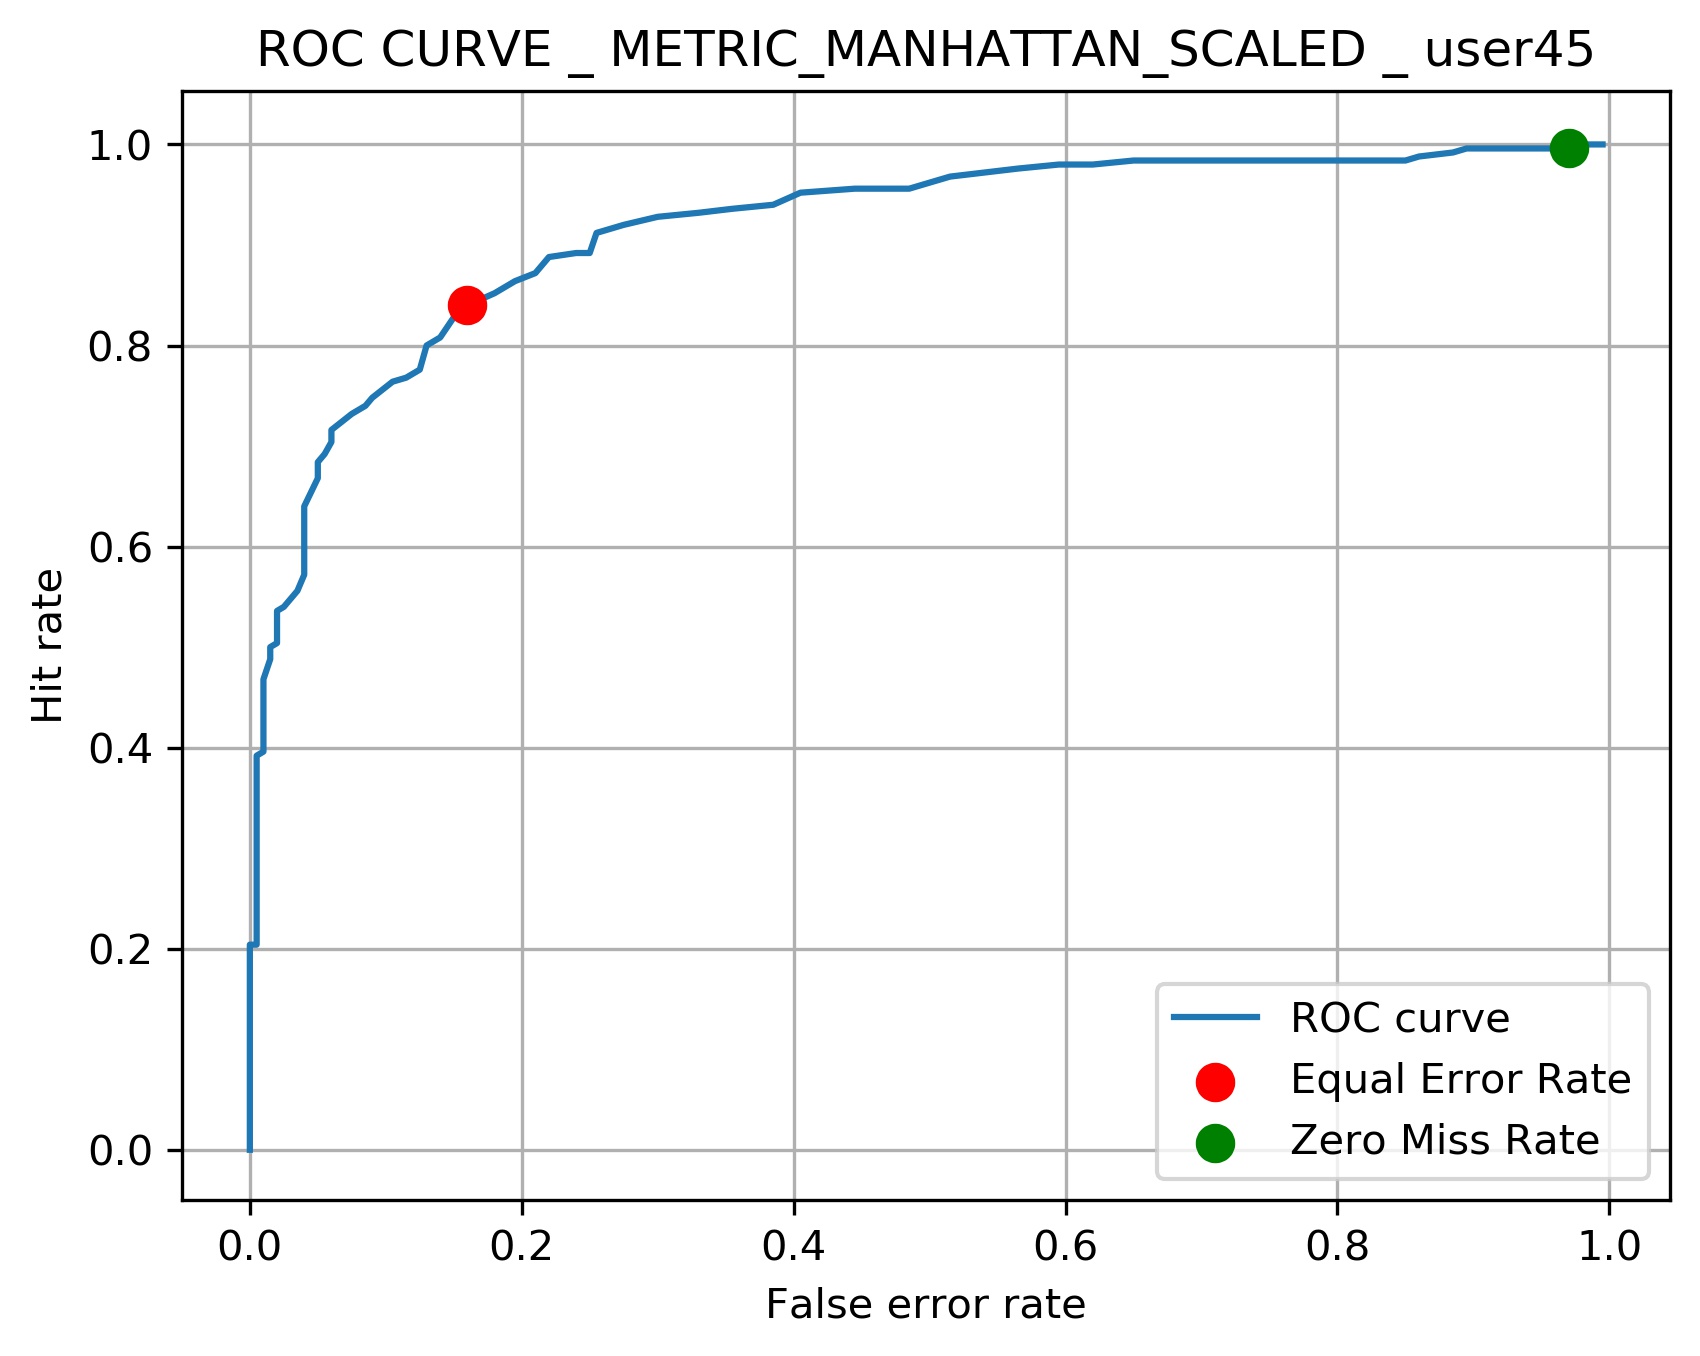 ROC CURVE _ METRIC_MANHATTAN_SCALED _ user45
1.0
0.8
0.6
0.4
0.2
0.0
Hit rate
ROC curve
Equal Error Rate
Zero Miss Rate
0.0 0.2 0.4 0.6 0.8 1.0
False error rate